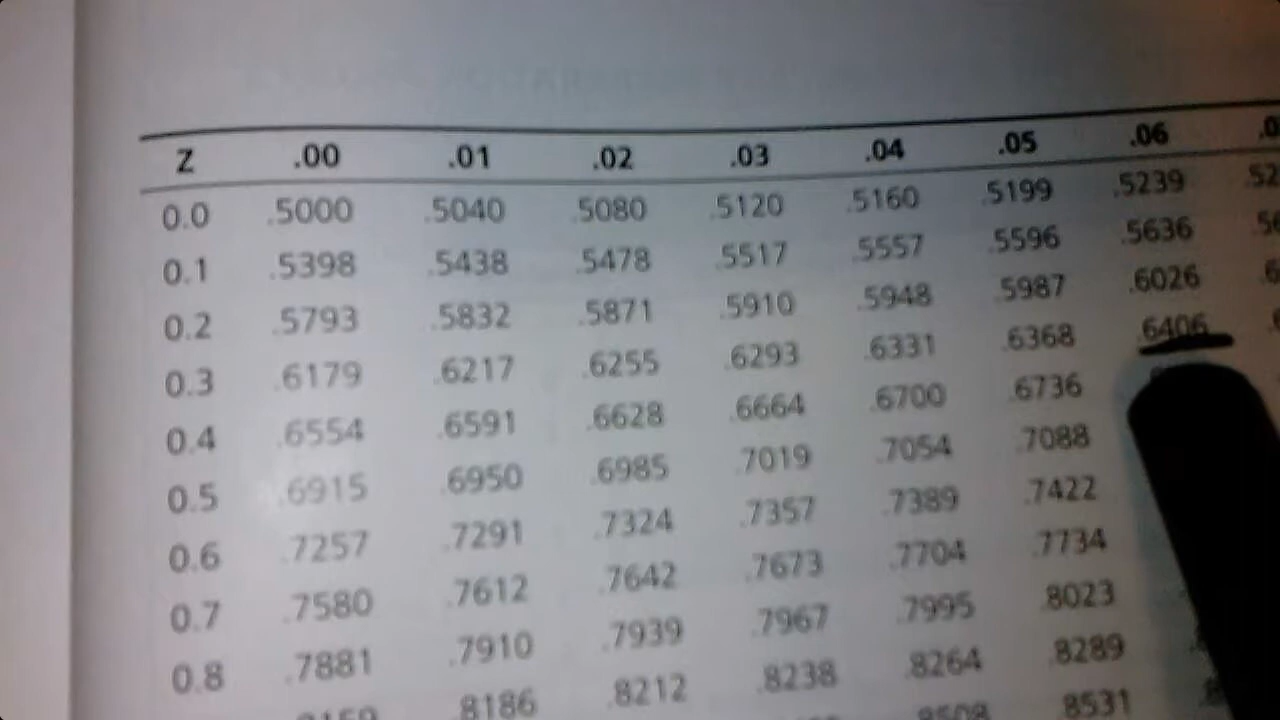 Z .00 .01 .02 .03 .04 .05 .06
0.0 .5000 .5040 .5080 .5120 .5160 .5199 .5239
0.1 .5398 .5438 .5478 .5517 .5557 .5596 .5636
0.2 .5793 .5832 .5871 .5910 .5948 .5987 .6026
0.3 .6179 .6217 .6255 .6293 .6331 .6368 .6406
0.4 .6554 .6591 .6628 .6664 .6700 .6736
0.5 .6915 .6950 .6985 .7019 .7054 .7088
0.6 .7257 .7291 .7324 .7357 .7389 .7422
0.7 .7580 .7612 .7642 .7673 .7704 .7734
0.8 .7881 .7910 .7939 .7967 .7995 .8023
.8186 .8212 .8238 .8264 .8289
.8508 .8531